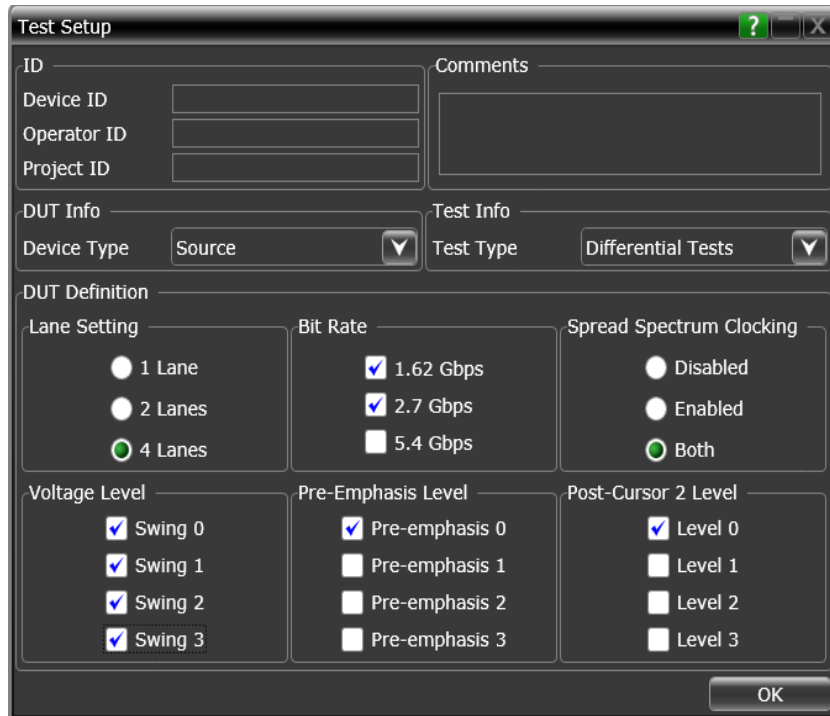 Test Setup
?
X
ID
Device ID
Operator ID
Project ID
Comments
DUT Info
Device Type Source
Test Info
Test Type Differential Tests
DUT Definition
Lane Setting
1 Lane
2 Lanes
4 Lanes
Bit Rate
1.62 Gbps
2.7 Gbps
5.4 Gbps
Spread Spectrum Clocking
Disabled
Enabled
Both
Voltage Level
Swing 0
Swing 1
Swing 2
Swing 3
Pre-Emphasis Level
Pre-emphasis 0
Pre-emphasis 1
Pre-emphasis 2
Pre-emphasis 3
Post-Cursor 2 Level
Level 0
Level 1
Level 2
Level 3
OK